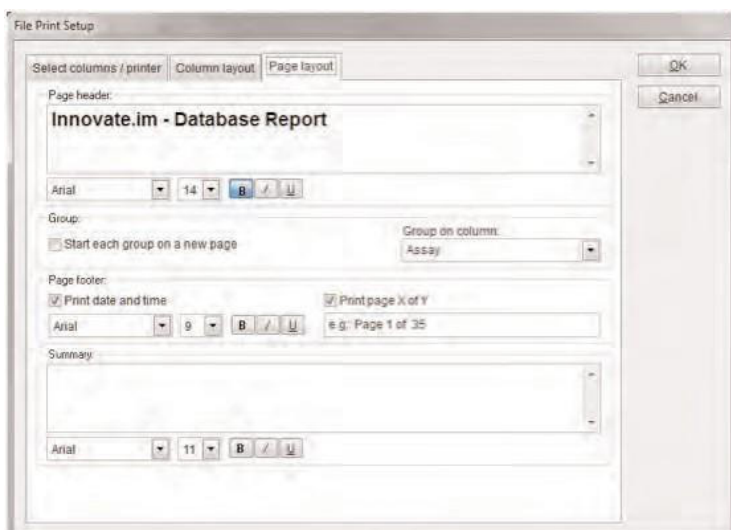 File Print Setup
Select columns / printer Column layout Page layout
OK
Cancel
Page header:
Innovate.im - Database Report
Arial 14 B I U
Group:
Start each group on a new page
Group on column:
Assay
Page footer:
Print date and time
Print page X of Y
Arial 9 B I U
e.g.: Page 1 of 35
Summary:
Arial 11 B I U